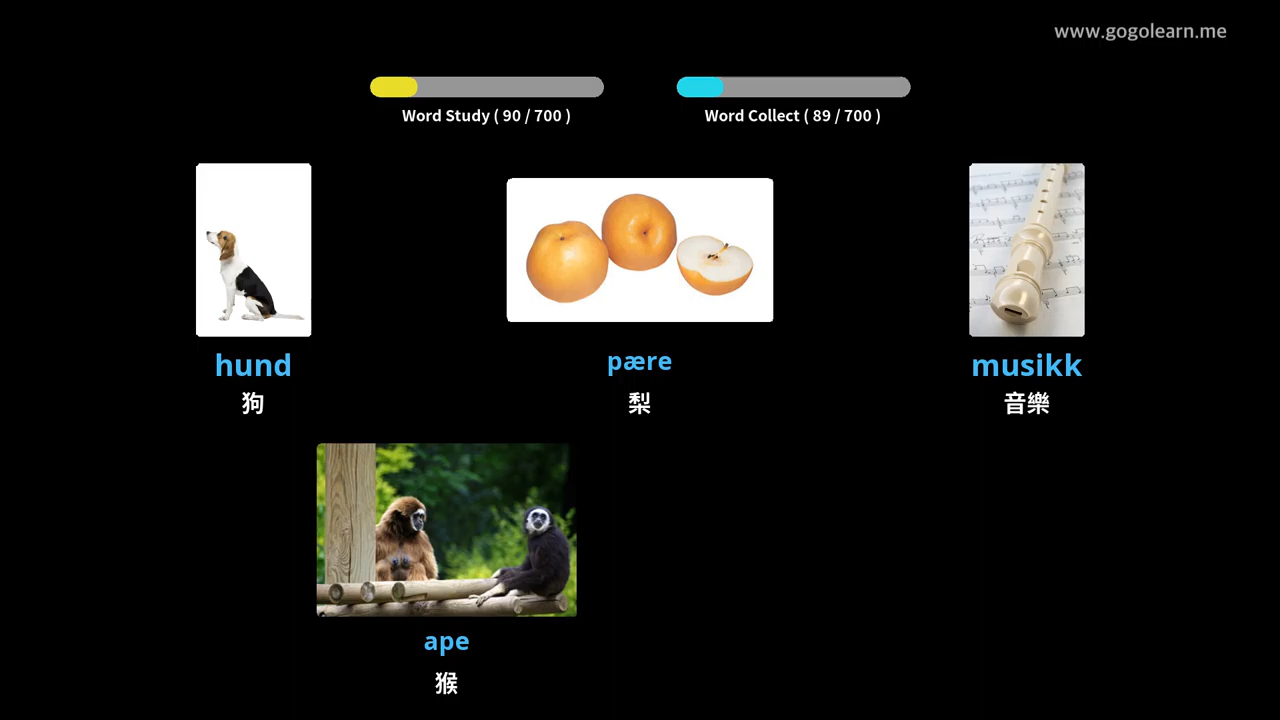 www.gogolearn.me
Word Study ( 90 / 700 )
Word Collect ( 89 / 700 )
hund
狗
pære
梨
musikk
音樂
ape
猴